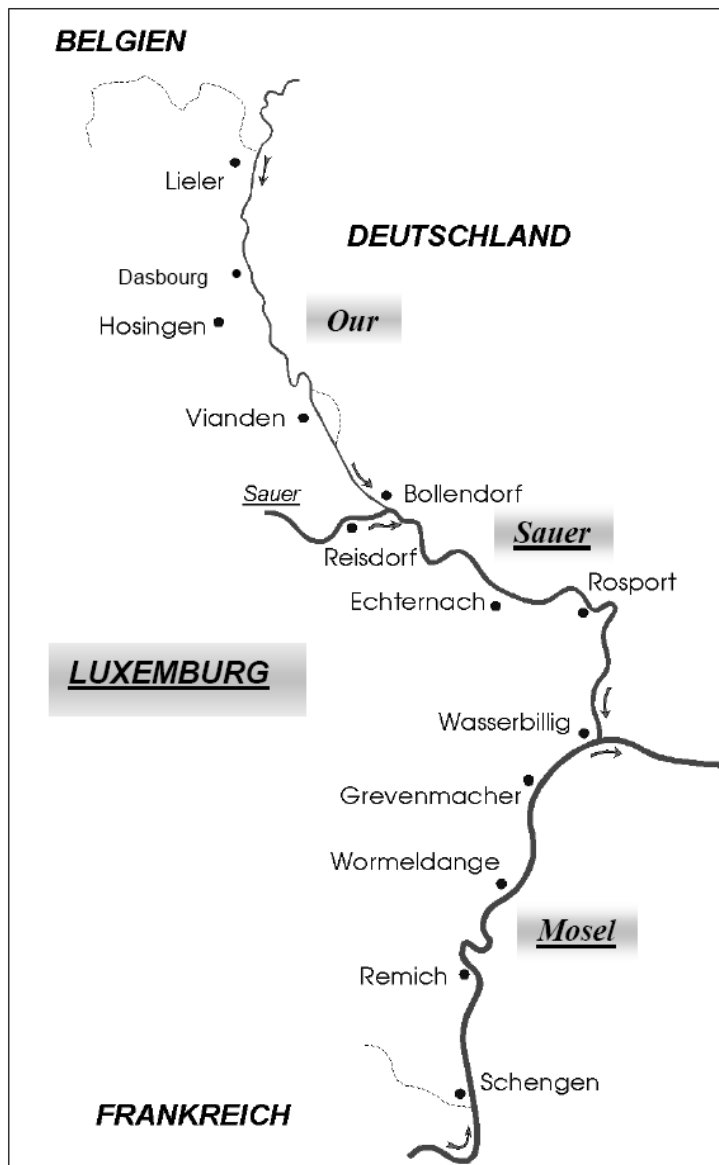 BELGIEN
Lieler
DEUTSCHLAND
Dasbourg
Hosingen
Our
Vianden
Sauer
Bollendorf
Sauer
Reisdorf
Rosport
Echternach
LUXEMBURG
Wasserbillig
Grevenmacher
Wormeldange
Mosel
Remich
Schengen
FRANKREICH